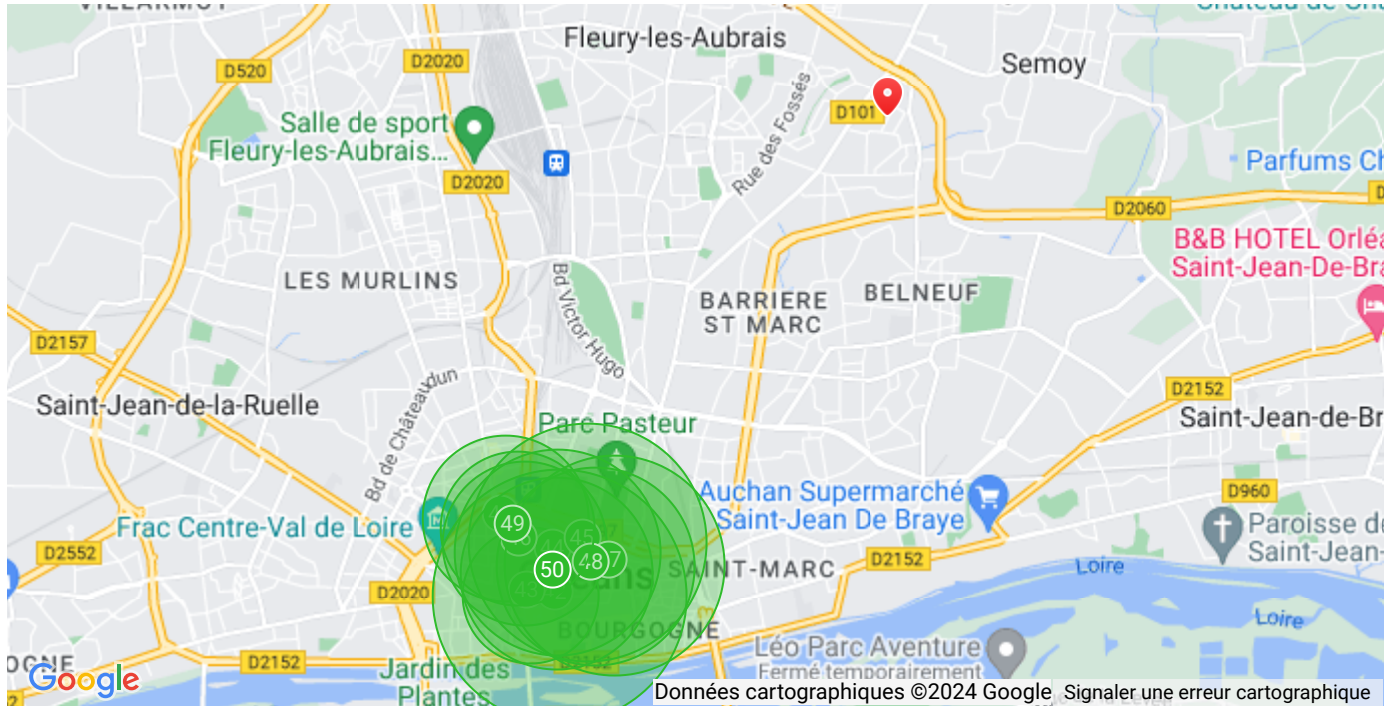 Fleury-les-Aubrais
Semoy
D520
D2020
D101
Salle de sport
Fleury-les-Aubrais...
Rue des Fossés
D2020
Parfums Ch
D2060
B&B HOTEL Orléa
Saint-Jean-De-Bra
LES MURLINS
Bd Victor Hugo
BARRIERE
ST MARC
BELNEUF
D2157
D2152
Saint-Jean-de-la-Ruelle
Bd de Châteaudun
Saint-Jean-de-Br
Parc Pasteur
Auchan Supermarché
Saint-Jean De Braye
D960
Frac Centre-Val de Loire
Paroisse de
Saint-Jean-
49
45
48
50
D2552
D2152
SAINT-MARC
Loire
D2020
43
BOURGOGNE
Loire
OGNE
D2152
D2152
Léo Parc Aventure
Fermé temporairement
Jardin des
Plantes
Google
Données cartographiques ©2024 Google
Signaler une erreur cartographique